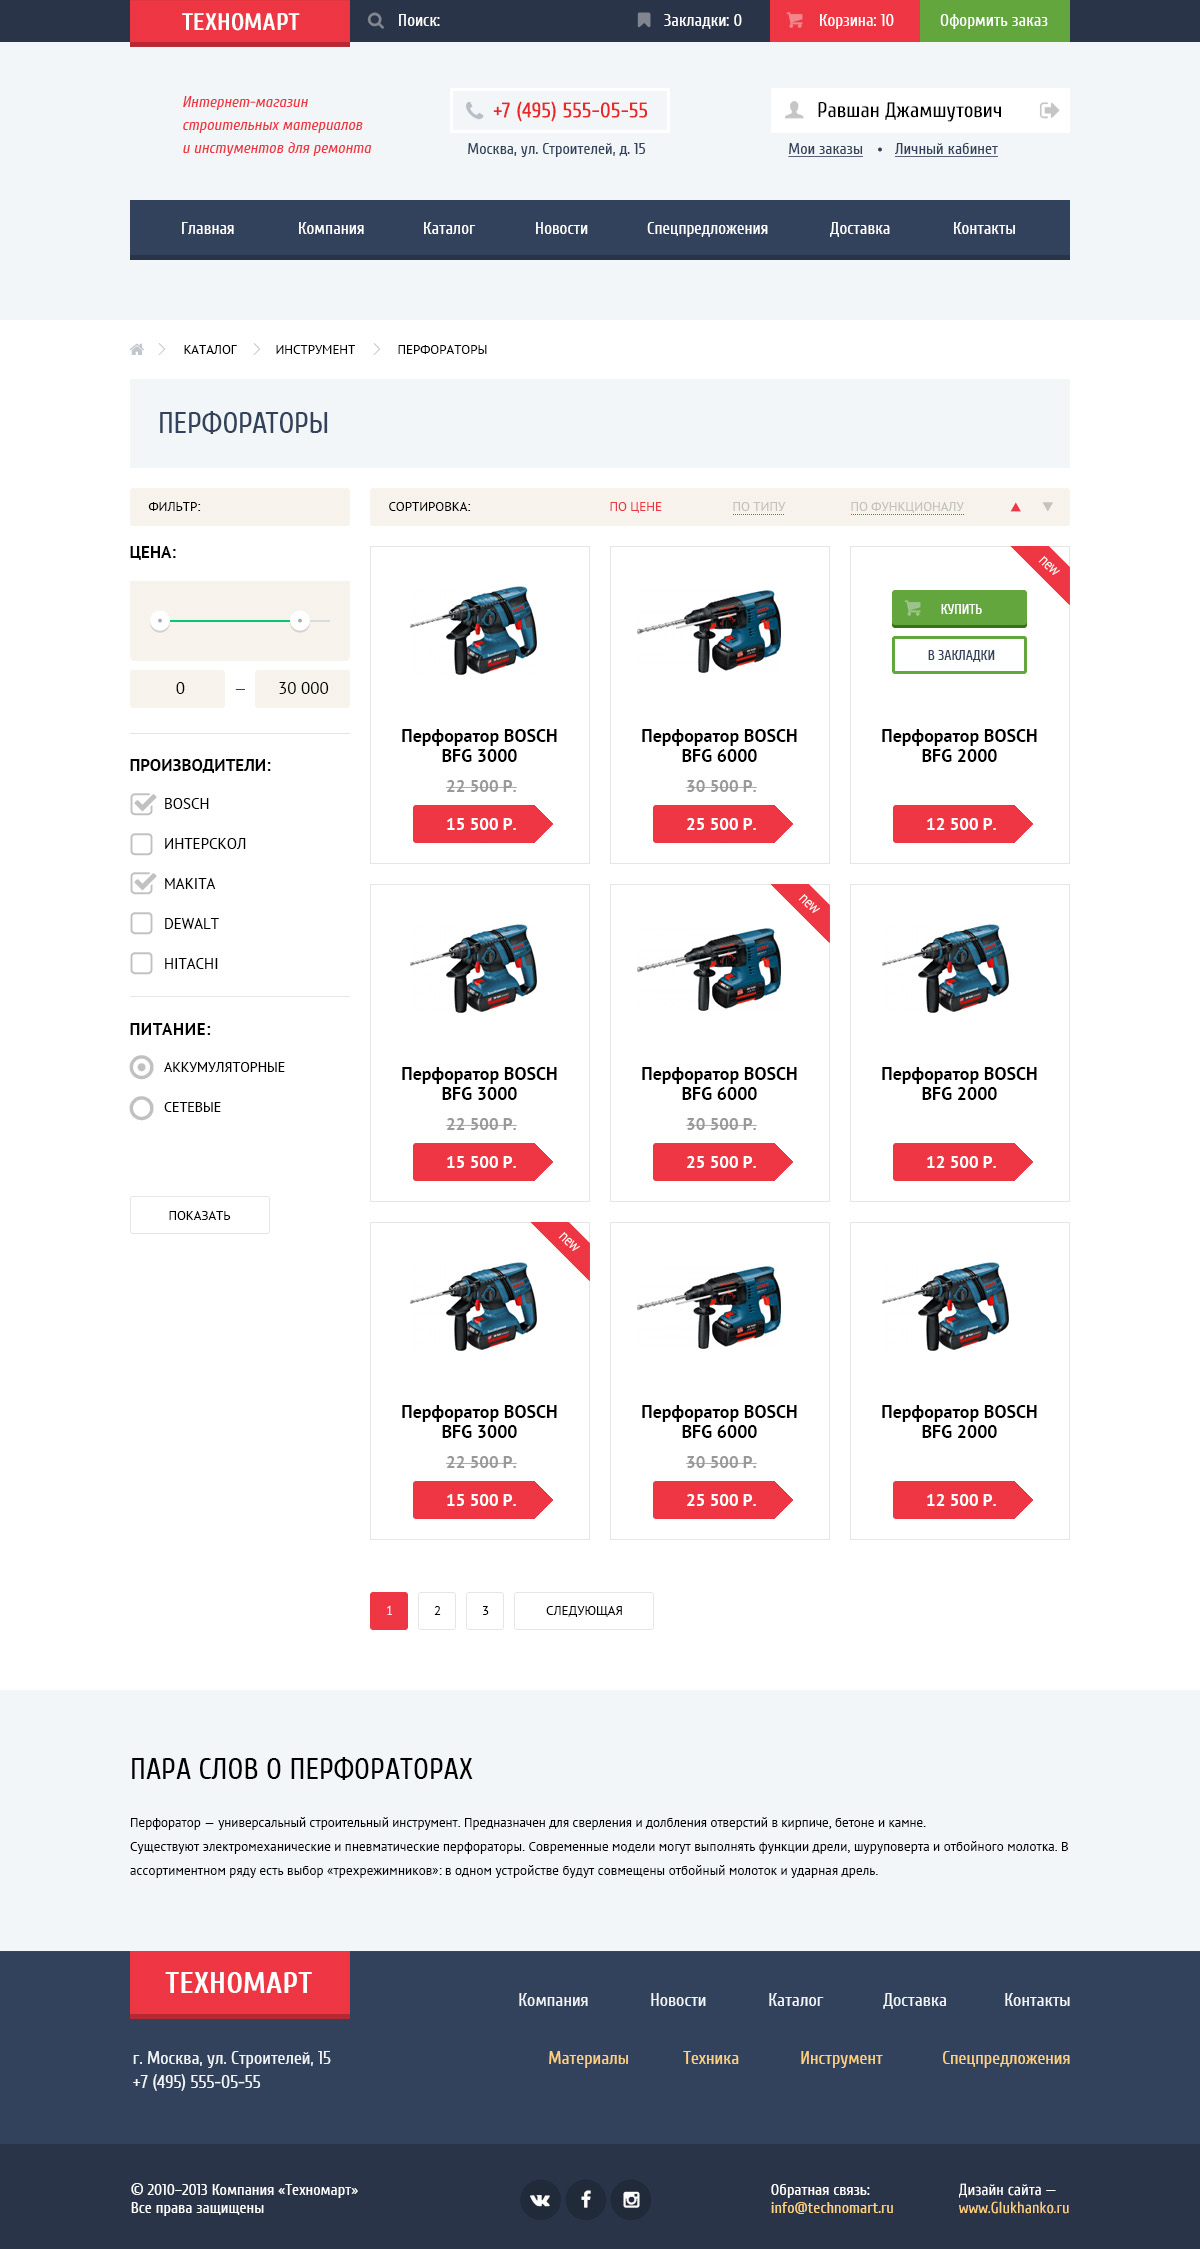 ТЕХНОМАРТ
Поиск:
Закладки: 0
Корзина: 10
Оформить заказ
Интернет-магазин
строительных материалов
и инстументов для ремонта
+7 (495) 555-05-55
Москва, ул. Строителей, д. 15
Равшан Джамшутович
Мои заказы • Личный кабинет
Главная Компания Каталог Новости Спецпредложения Доставка Контакты
КАТАЛОГ ИНСТРУМЕНТ ПЕРФОРАТОРЫ
ПЕРФОРАТОРЫ
ФИЛЬТР:
ЦЕНА:
0 – 30 000
ПРОИЗВОДИТЕЛИ:
BOSCH
ИНТЕРСКОЛ
MAKITA
DEWALT
HITACHI
ПИТАНИЕ:
АККУМУЛЯТОРНЫЕ
СЕТЕВЫЕ
ПОКАЗАТЬ
СОРТИРОВКА: ПО ЦЕНЕ ПО ТИПУ ПО ФУНКЦИОНАЛУ
Перфоратор BOSCH
BFG 3000
22 500 Р.
15 500 Р.
Перфоратор BOSCH
BFG 6000
30 500 Р.
25 500 Р.
new
КУПИТЬ
В ЗАКЛАДКИ
Перфоратор BOSCH
BFG 2000
12 500 Р.
Перфоратор BOSCH
BFG 3000
22 500 Р.
15 500 Р.
new
Перфоратор BOSCH
BFG 6000
30 500 Р.
25 500 Р.
Перфоратор BOSCH
BFG 2000
12 500 Р.
new
Перфоратор BOSCH
BFG 3000
22 500 Р.
15 500 Р.
Перфоратор BOSCH
BFG 6000
30 500 Р.
25 500 Р.
Перфоратор BOSCH
BFG 2000
12 500 Р.
1 2 3 СЛЕДУЮЩАЯ
ПАРА СЛОВ О ПЕРФОРАТОРАХ
Перфоратор — универсальный строительный инструмент. Предназначен для сверления и долбления отверстий в кирпиче, бетоне и камне.
Существуют электромеханические и пневматические перфораторы. Современные модели могут выполнять функции дрели, шуруповерта и отбойного молотка. В
ассортиментном ряду есть выбор «трехрежимников»: в одном устройстве будут совмещены отбойный молоток и ударная дрель.
ТЕХНОМАРТ
г. Москва, ул. Строителей, 15
+7 (495) 555-05-55
Компания Новости Каталог Доставка Контакты
Материалы Техника Инструмент Спецпредложения
© 2010–2013 Компания «Техномарт»
Все права защищены
Обратная связь:
info@technomart.ru
Дизайн сайта —
www.Glukhanko.ru